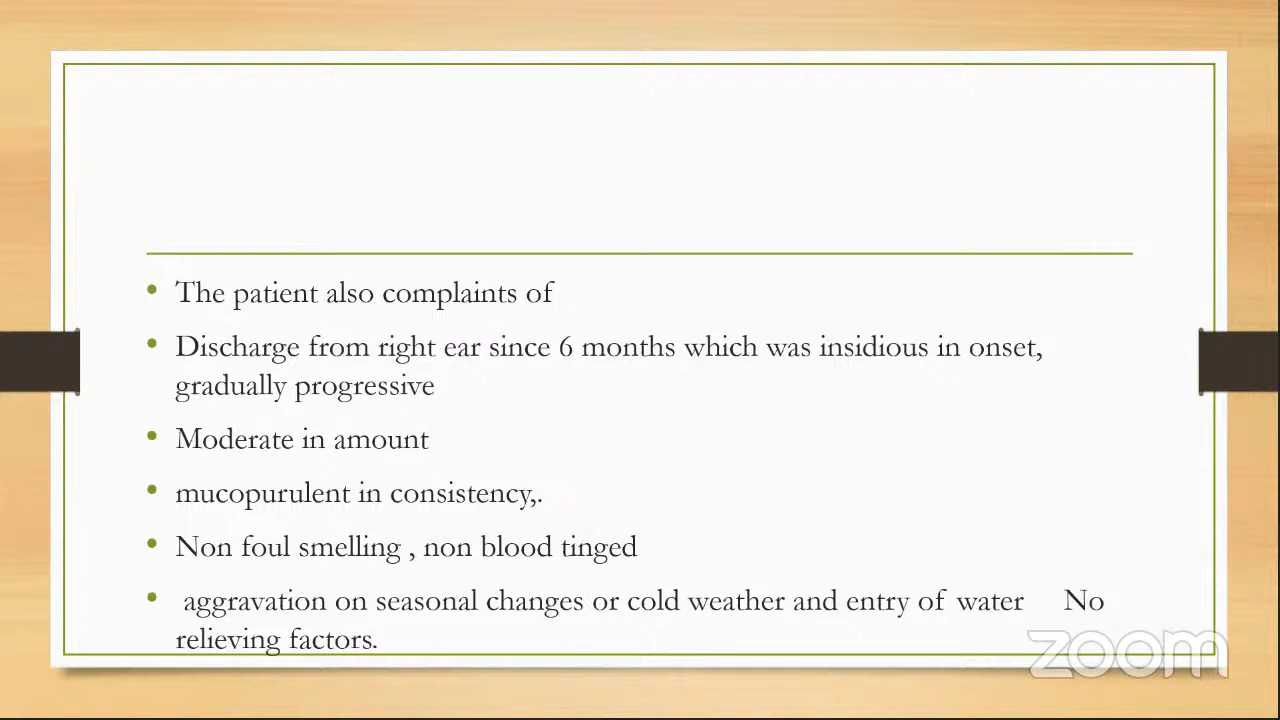 The patient also complaints of
Discharge from right ear since 6 months which was insidious in onset,
gradually progressive
Moderate in amount
mucopurulent in consistency,.
Non foul smelling , non blood tinged
aggravation on seasonal changes or cold weather and entry of water No
relieving factors.
zoom